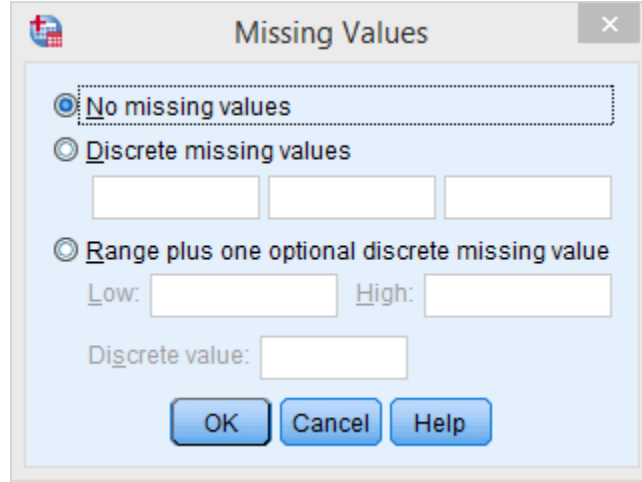 Missing Values
No missing values
Discrete missing values
Range plus one optional discrete missing value
Low: High:
Discrete value:
OK Cancel Help